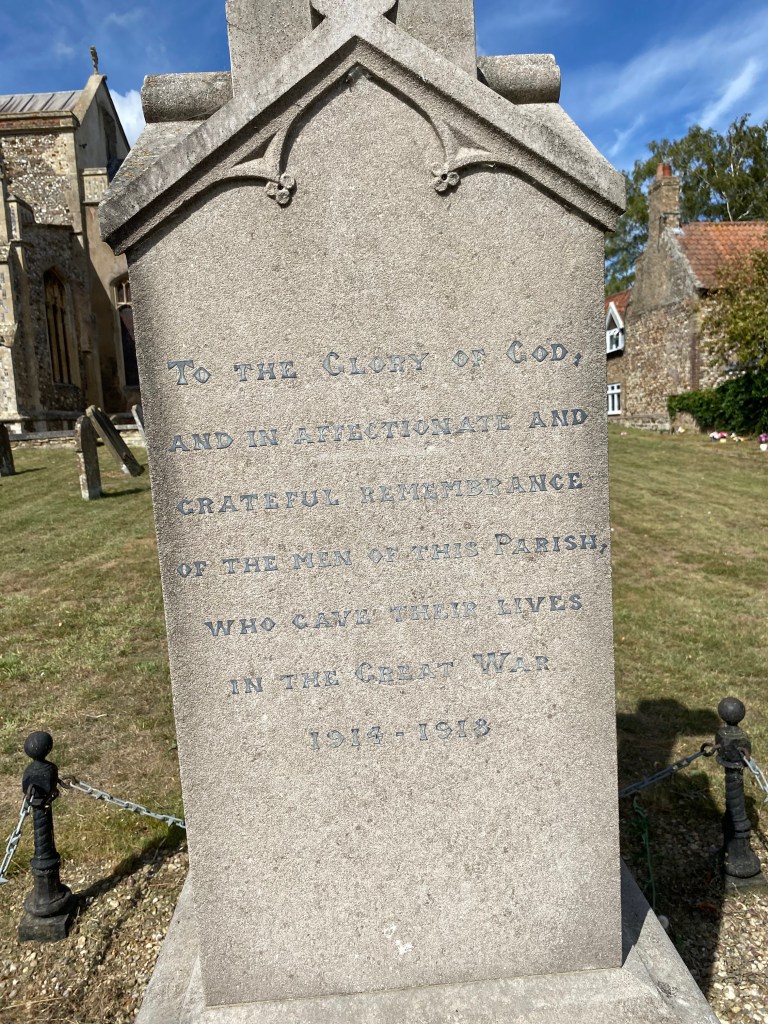 To the Glory of God,
and in affectionate and
grateful remembrance
of the men of this Parish,
who gave their lives
in the Great War
1914 - 1918